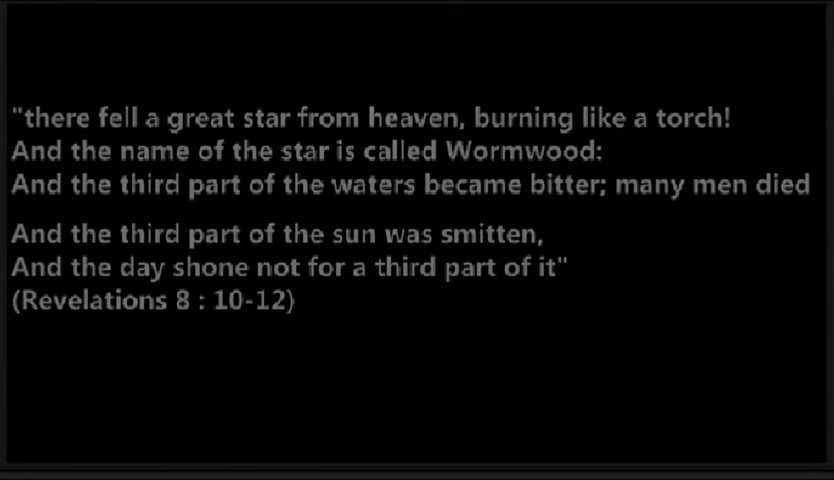 "there fell a great star from heaven, burning like a torch!
And the name of the star is called Wormwood:
And the third part of the waters became bitter; many men died
And the third part of the sun was smitten,
And the day shone not for a third part of it"
(Revelations 8 : 10-12)